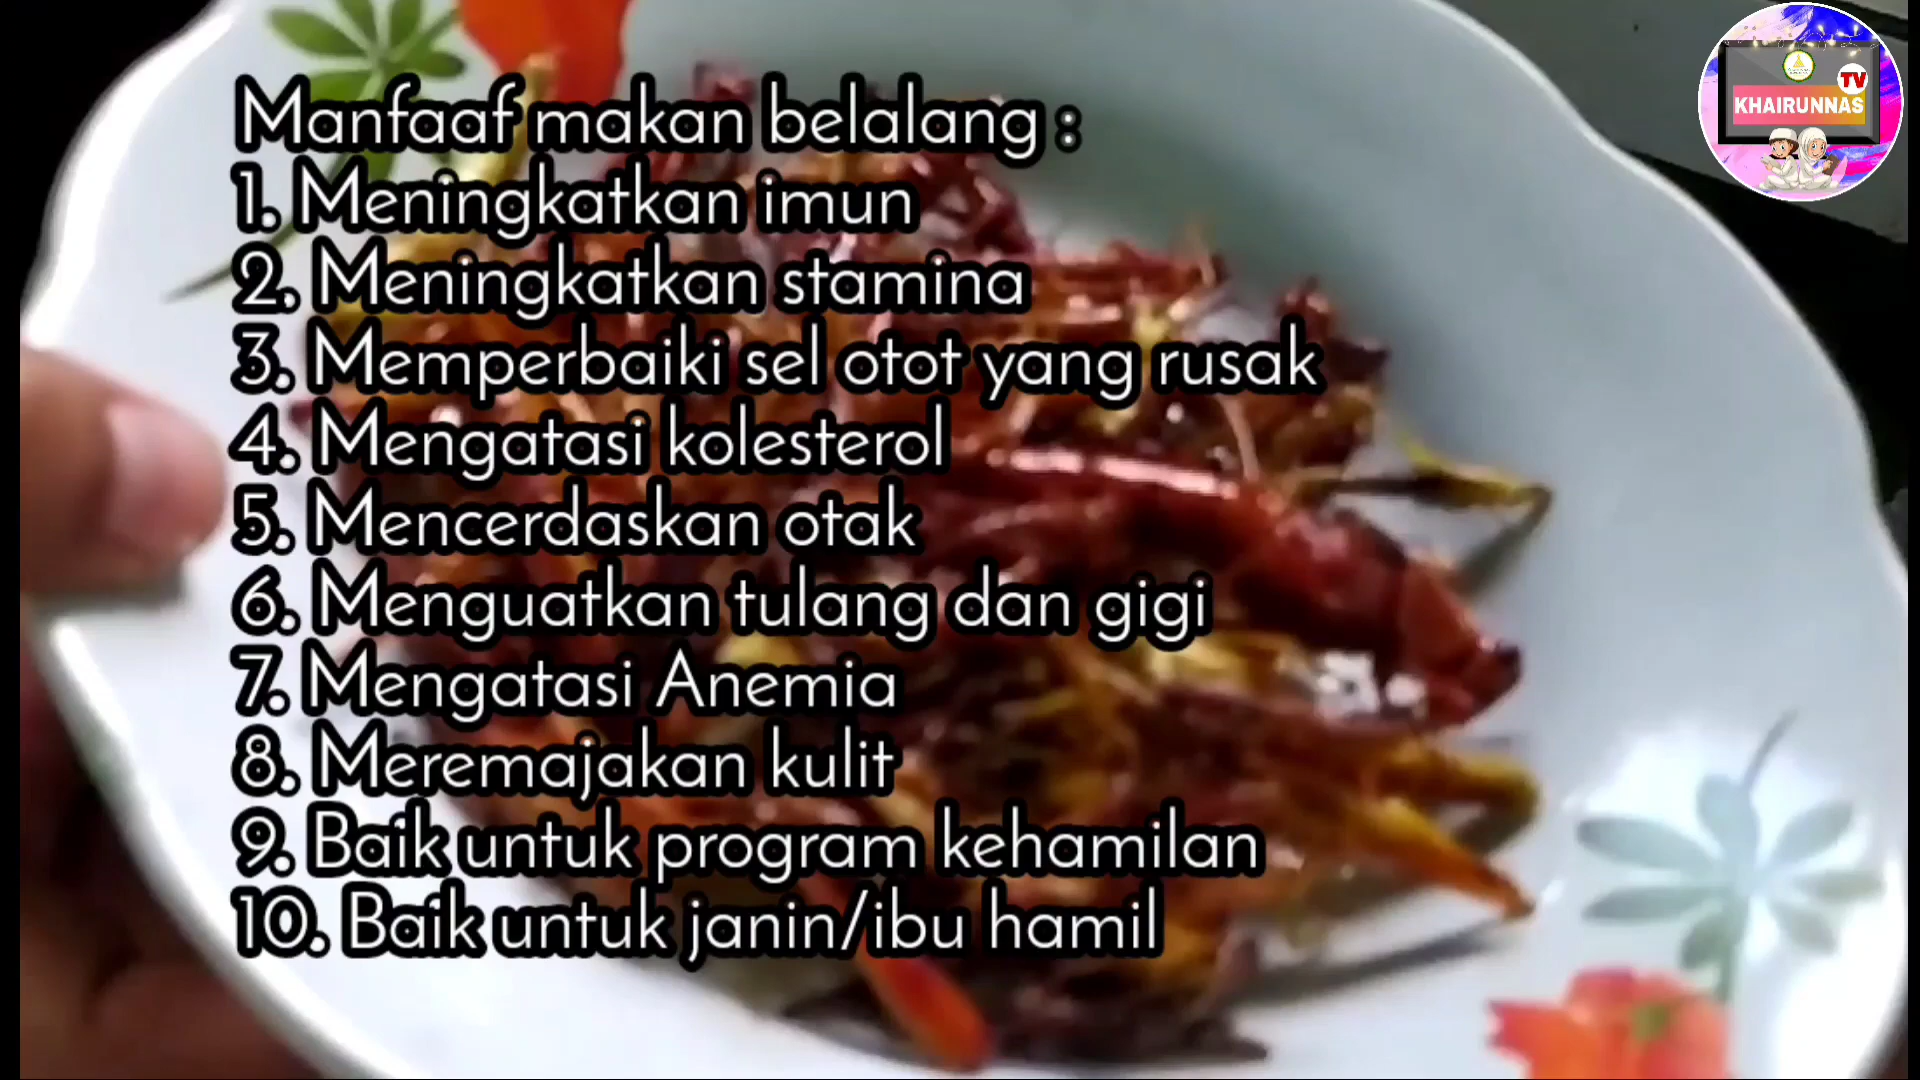 Manfaaf makan belalang :
1. Meningkatkan imun
2. Meningkatkan stamina
3. Memperbaiki sel otot yang rusak
4. Mengatasi kolesterol
5. Mencerdaskan otak
6. Menguatkan tulang dan gigi
7. Mengatasi Anemia
8. Meremajakan kulit
9. Baik untuk program kehamilan
10. Baik untuk janin/ibu hamil
TV
KHAIRUNNAS